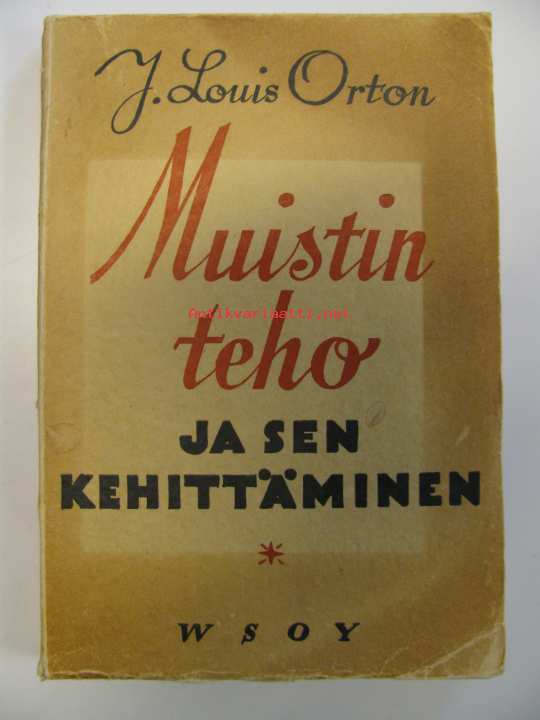 J. Louis Orton
Muistin
Antikvariaatti.net
teho
JA SEN
KEHITTÄMINEN
WSOY